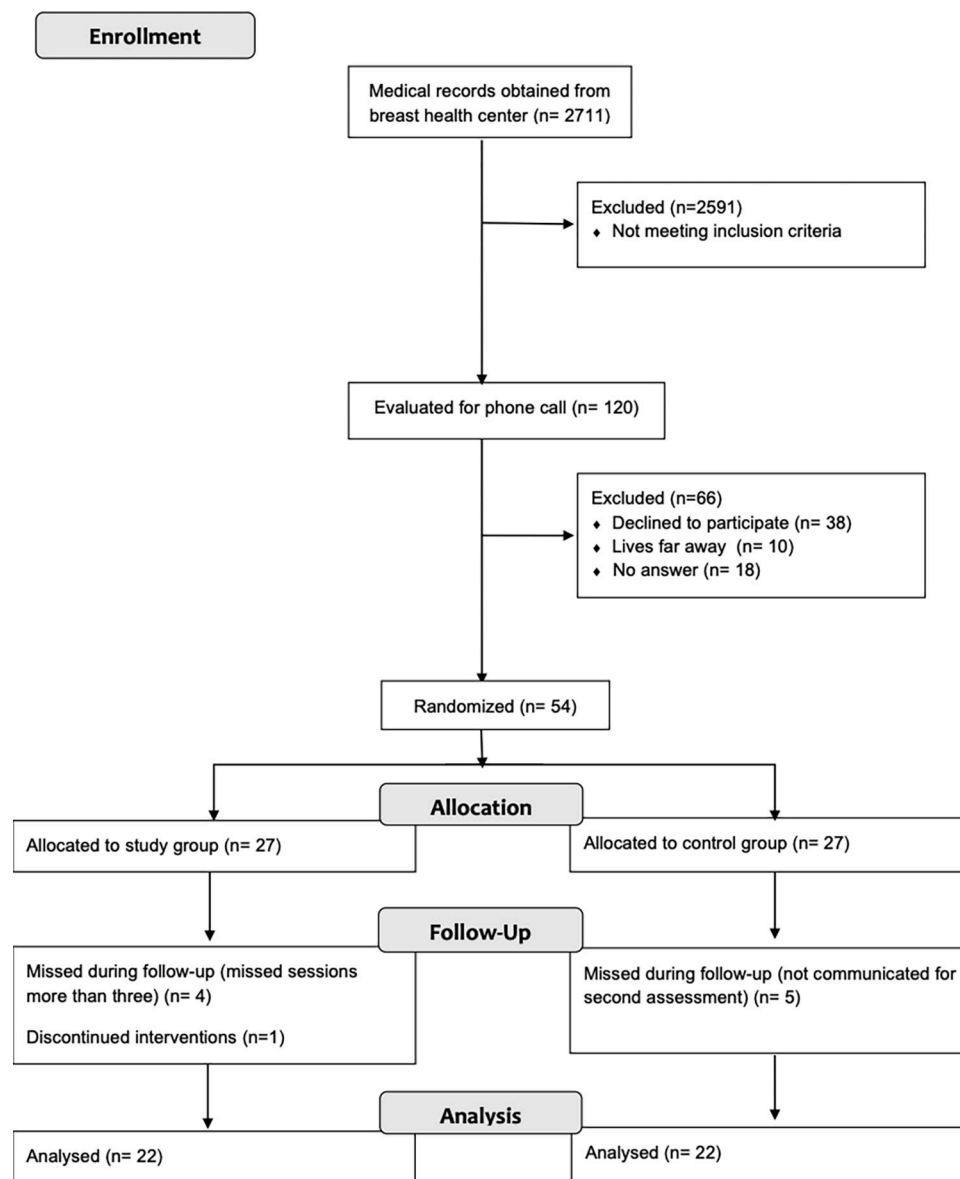 Enrollment
Medical records obtained from
breast health center (n= 2711)
Excluded (n=2591)
♦ Not meeting inclusion criteria
Evaluated for phone call (n= 120)
Excluded (n=66)
♦ Declined to participate (n= 38)
♦ Lives far away (n= 10)
♦ No answer (n= 18)
Randomized (n= 54)
Allocation
Allocated to study group (n= 27)
Allocated to control group (n= 27)
Follow-Up
Missed during follow-up (missed sessions
more than three) (n= 4)
Discontinued interventions (n=1)
Missed during follow-up (not communicated for
second assessment) (n= 5)
Analysis
Analysed (n= 22)
Analysed (n= 22)